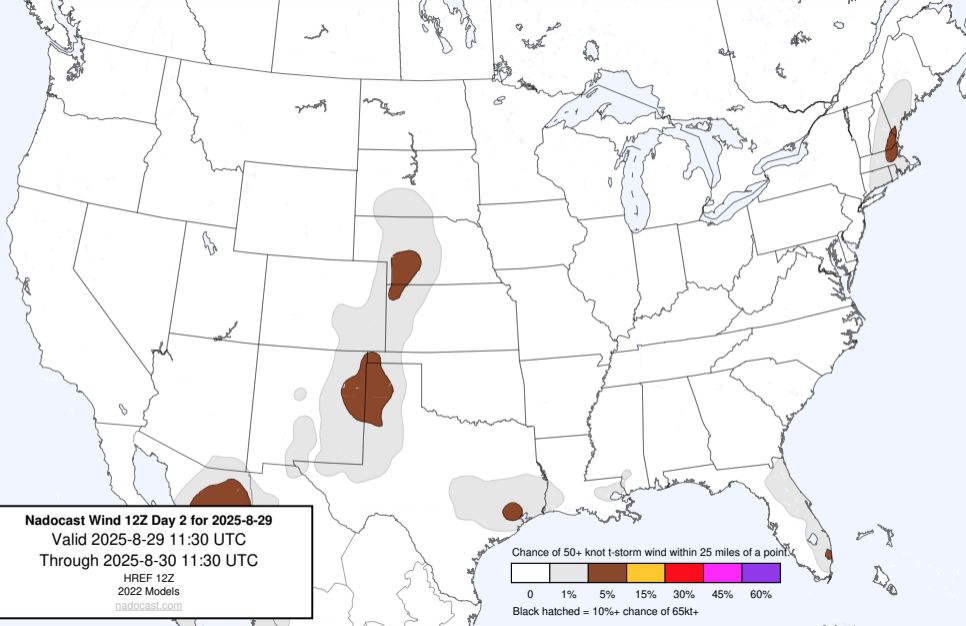 Nadocast Wind 12Z Day 2 for 2025-8-29
Valid 2025-8-29 11:30 UTC
Through 2025-8-30 11:30 UTC
HREF 12Z
2022 Models
nadocast.com
Chance of 50+ knot t-storm wind within 25 miles of a point.
0 1% 5% 15% 30% 45% 60%
Black hatched = 10%+ chance of 65kt+